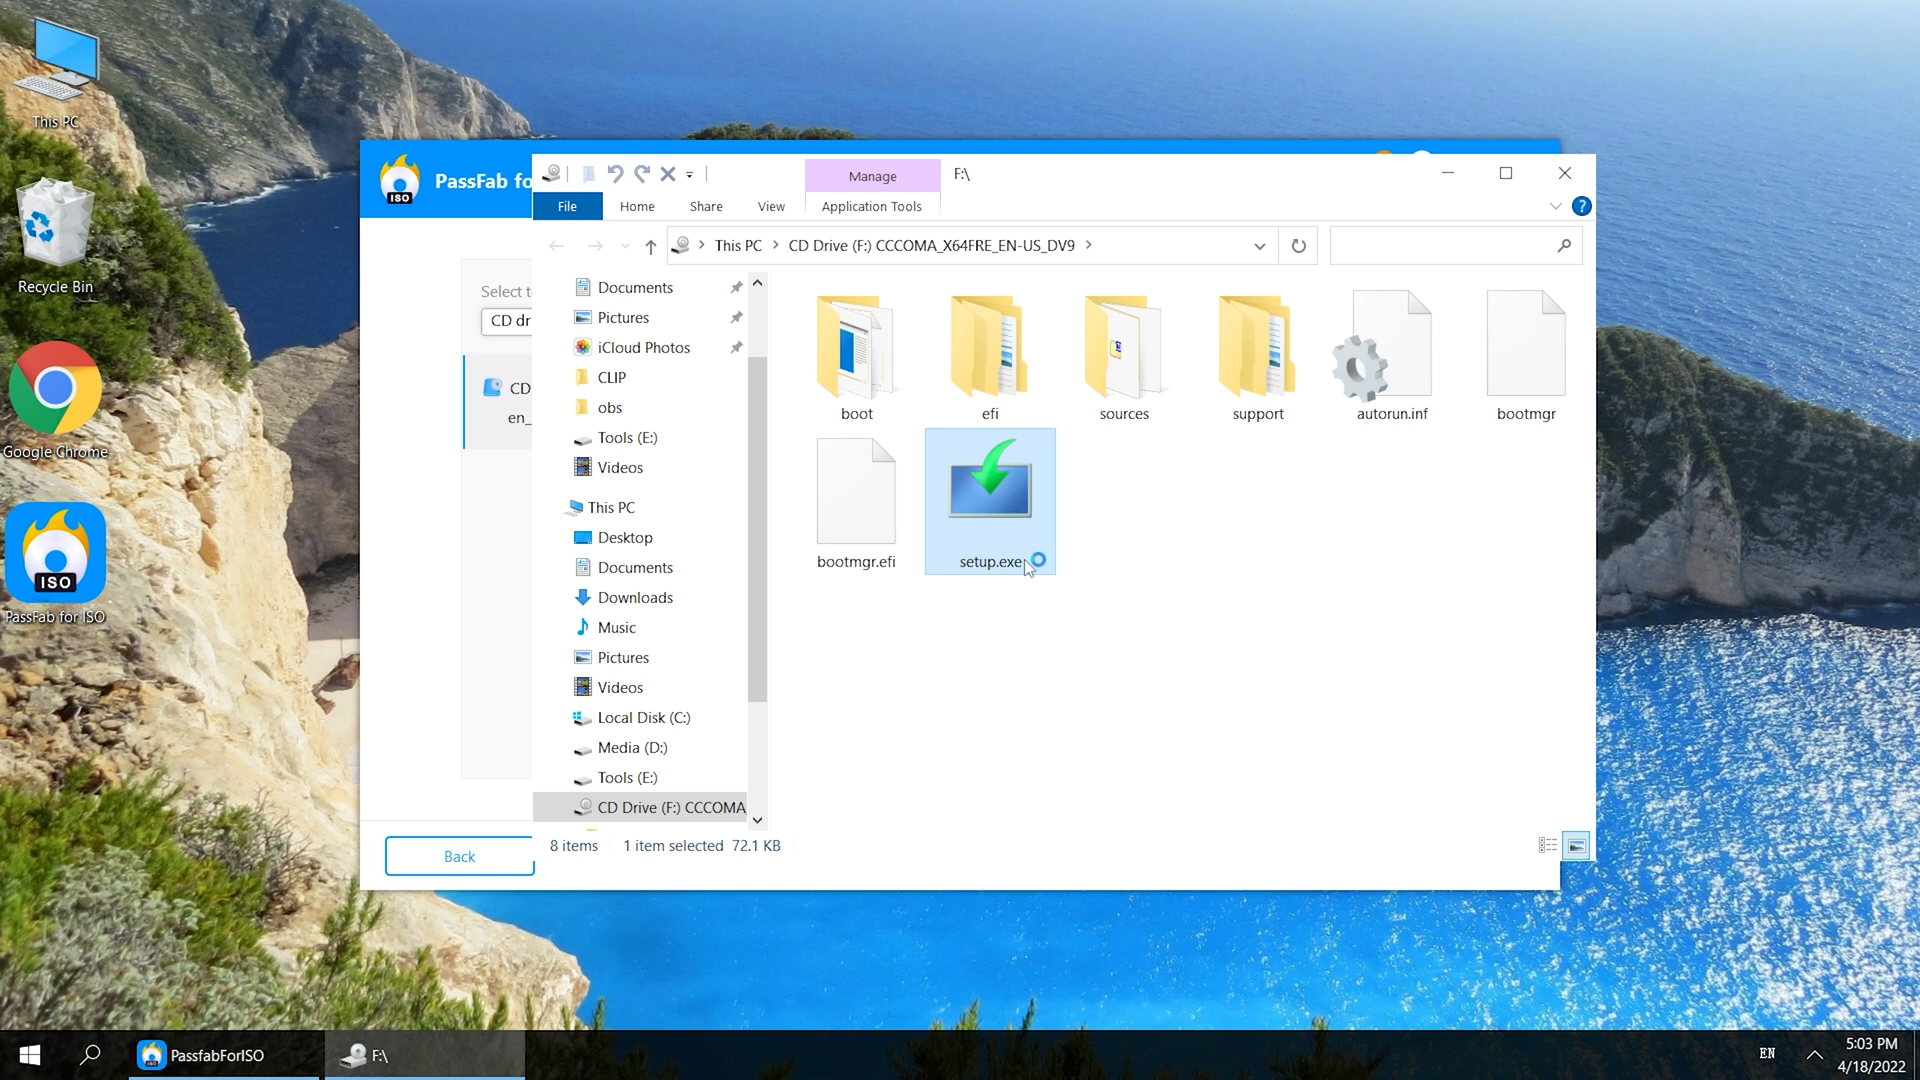 This PC
Recycle Bin
Google Chrome
ISO
PassFab for ISO
ISO
PassFab fo
Select t
CD dr
CD
en_
Back
Manage
F:\
File
Home
Share
View
Application Tools
?
This PC
CD Drive (F:) CCCOMA_X64FRE_EN-US_DV9
Documents
Pictures
iCloud Photos
CLIP
obs
Tools (E:)
Videos
This PC
Desktop
Documents
Downloads
Music
Pictures
Videos
Local Disk (C:)
Media (D:)
Tools (E:)
CD Drive (F:) CCCOMA
boot
efi
sources
support
autorun.inf
bootmgr
bootmgr.efi
setup.exe
8 items
1 item selected 72.1 KB
PassfabForISO
F:\
EN
5:03 PM
4/18/2022